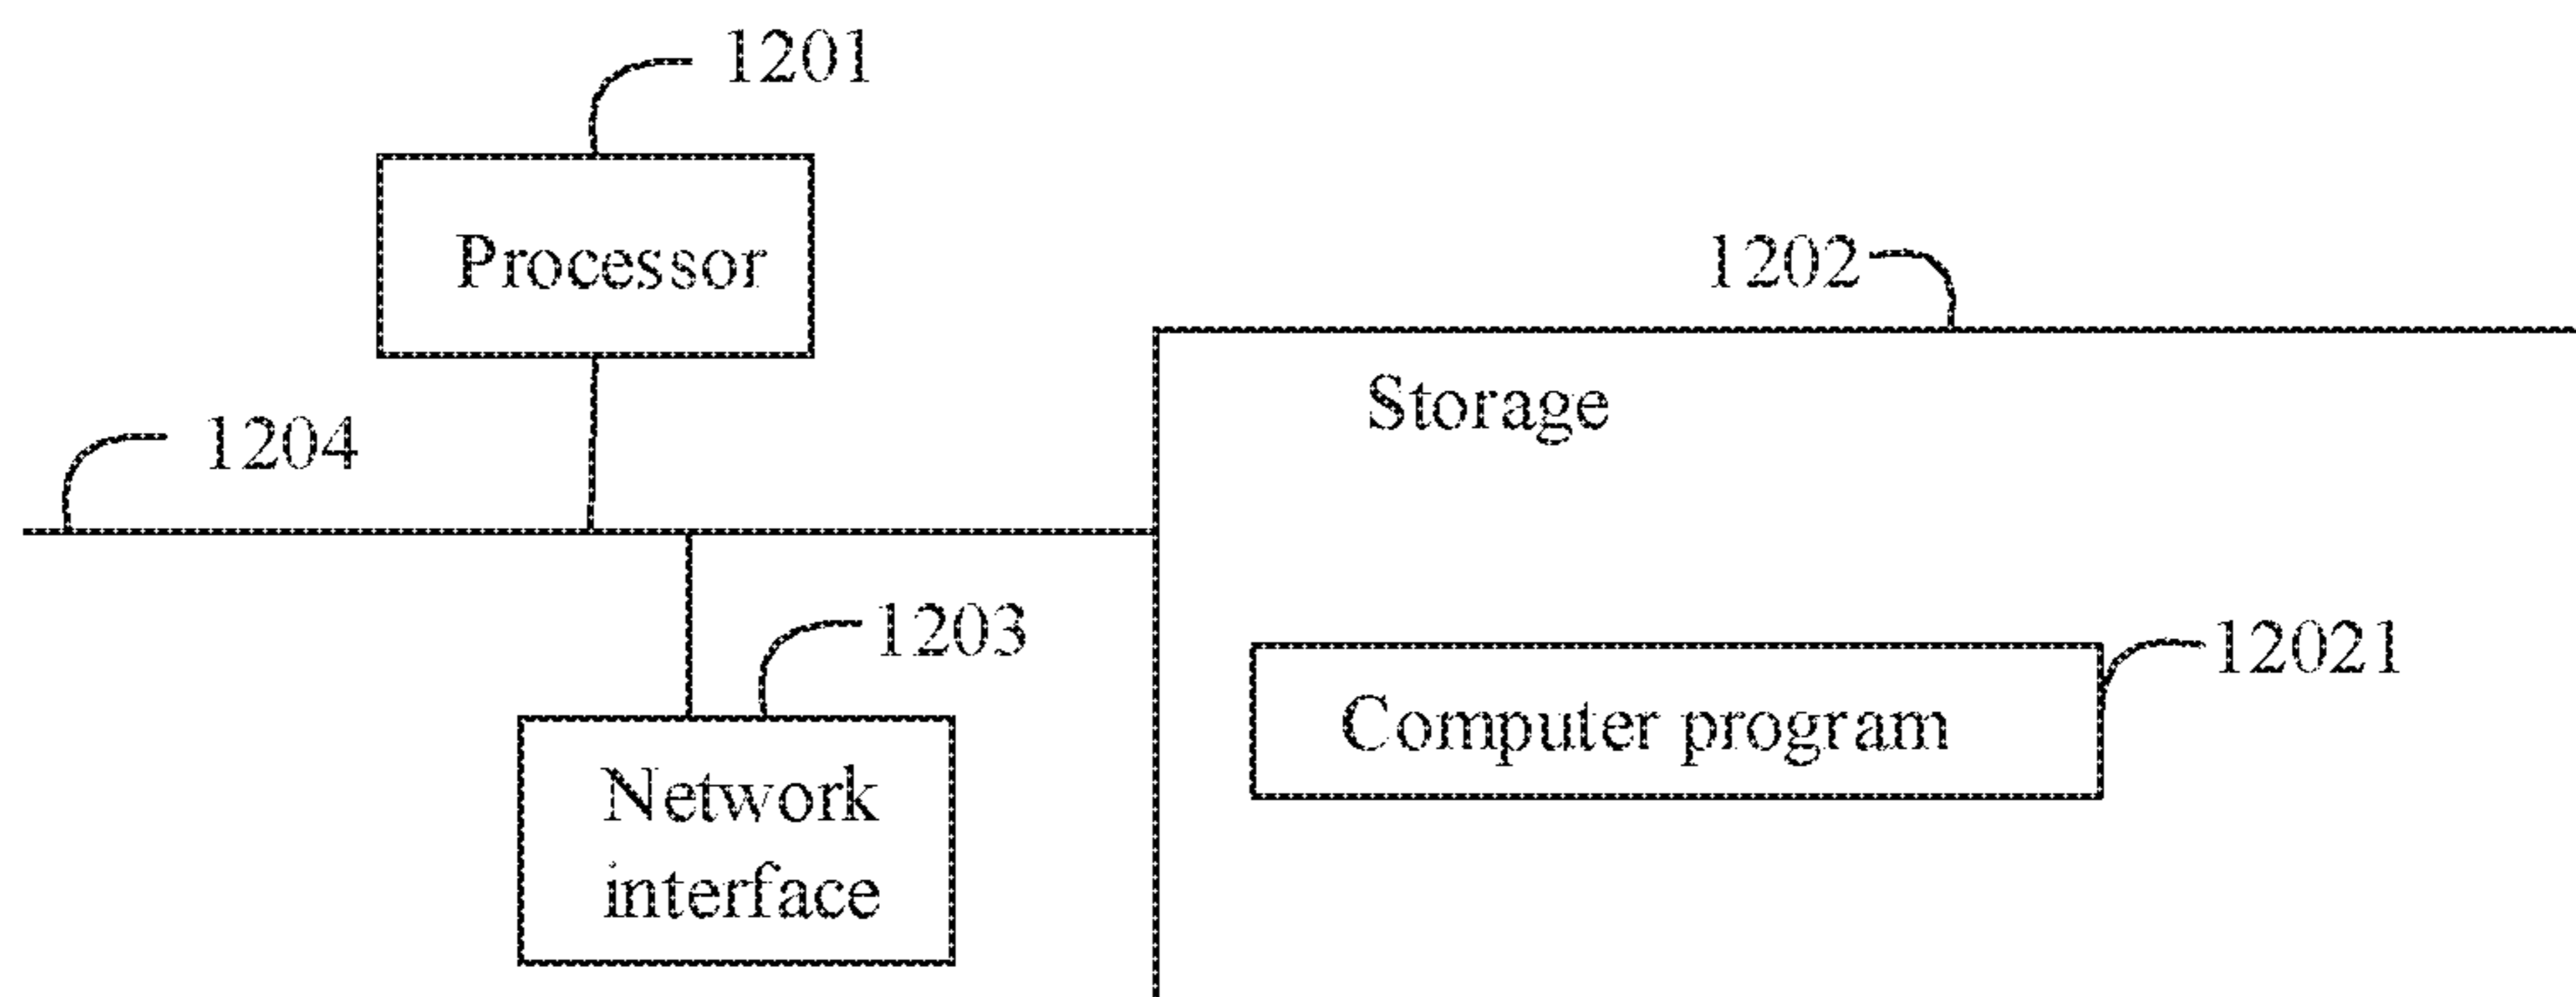 1201
Processor
1202
Storage
1204
1203
12021
Computer program
Network
interface